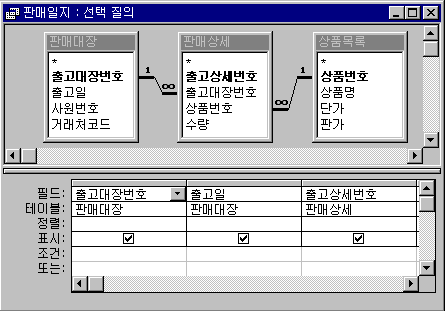 판매일지 : 선택 질의
판매대장
*
출고대장번호
출고일
사원번호
거래처코드
1
∞
판매상세
*
출고상세번호
출고대장번호
상품번호
수량
∞
1
상품목록
*
상품번호
상품명
단가
판가
필드: 출고대장번호 출고일 출고상세번호
테이블: 판매대장 판매대장 판매상세
정렬:
표시:
조건:
또는: